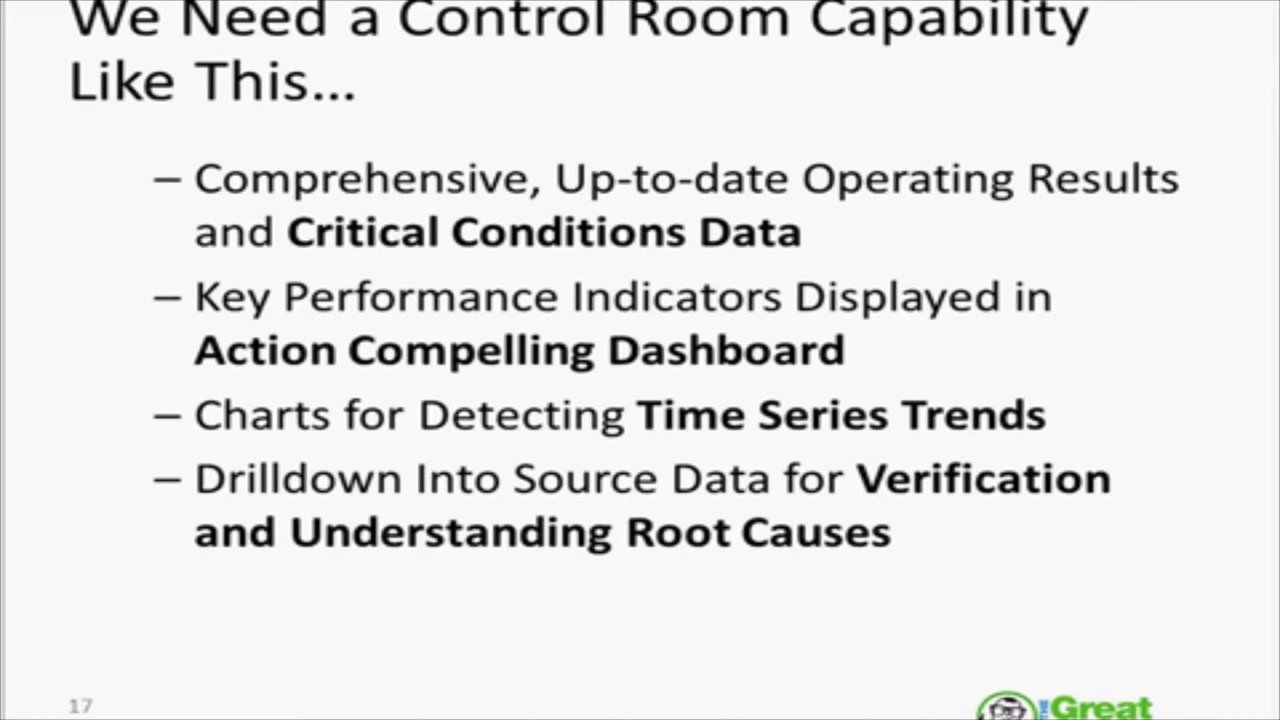 We Need a Control Room Capability
Like This...
– Comprehensive, Up-to-date Operating Results
and Critical Conditions Data
– Key Performance Indicators Displayed in
Action Compelling Dashboard
– Charts for Detecting Time Series Trends
– Drilldown Into Source Data for Verification
and Understanding Root Causes
17
THE Great